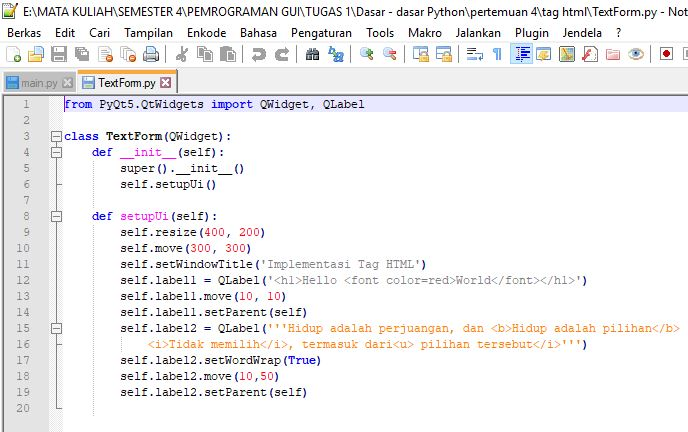 E:\MATA KULIAH\SEMESTER 4\PEMROGRAMAN GUI\TUGAS 1\Dasar - dasar Python\pertemuan 4\tag html\TextForm.py - Not
Berkas Edit Cari Tampilan Enkode Bahasa Pengaturan Tools Makro Jalankan Plugin Jendela ?
main.py TextForm.py
1 from PyQt5.QtWidgets import QWidget, QLabel
2
3 class TextForm(QWidget):
4 def __init__(self):
5 super().__init__()
6 self.setupUi()
7
8 def setupUi(self):
9 self.resize(400, 200)
10 self.move(300, 300)
11 self.setWindowTitle('Implementasi Tag HTML')
12 self.label1 = QLabel('<h1>Hello <font color=red>World</font></h1>')
13 self.label1.move(10, 10)
14 self.label1.setParent(self)
15 self.label2 = QLabel('''Hidup adalah perjuangan, dan <b>Hidup adalah pilihan</b>
16 <i>Tidak memilih</i>, termasuk dari<u> pilihan tersebut</i>''')
17 self.label2.setWordWrap(True)
18 self.label2.move(10,50)
19 self.label2.setParent(self)
20